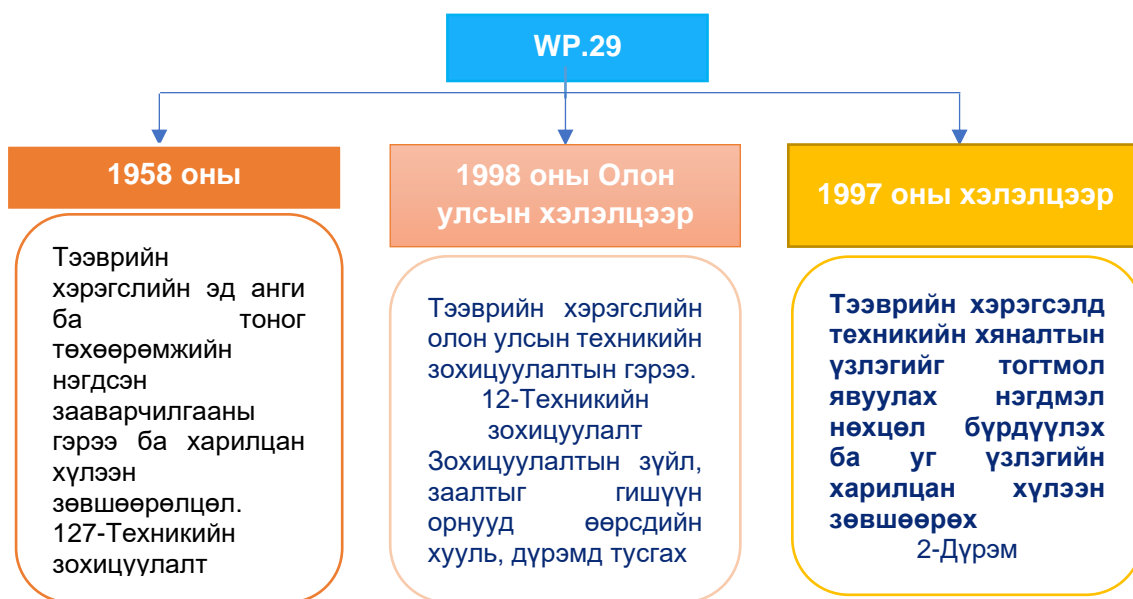 WP.29
1958 оны
Тээврийн
хэрэгслийн эд анги
ба тоног
төхөөрөмжийн
нэгдсэн
зааварчилгааны
гэрээ ба харилцан
хүлээн
зөвшөөрөлцөл.
127-Техникийн
зохицуулалт
1998 оны Олон
улсын хэлэлцээр
Тээврийн хэрэгслийн
олон улсын техникийн
зохицуулалтын гэрээ.
12-Техникийн
зохицуулалт
Зохицуулалтын зүйл,
заалтыг гишүүн
орнууд өөрсдийн
хууль, дүрэмд тусгах
1997 оны хэлэлцээр
Тээврийн хэрэгсэлд
техникийн хяналтын
үзлэгийг тогтмол
явуулах нэгдмэл
нөхцөл бүрдүүлэх
ба уг үзлэгийн
харилцан хүлээн
зөвшөөрөх
2-Дүрэм